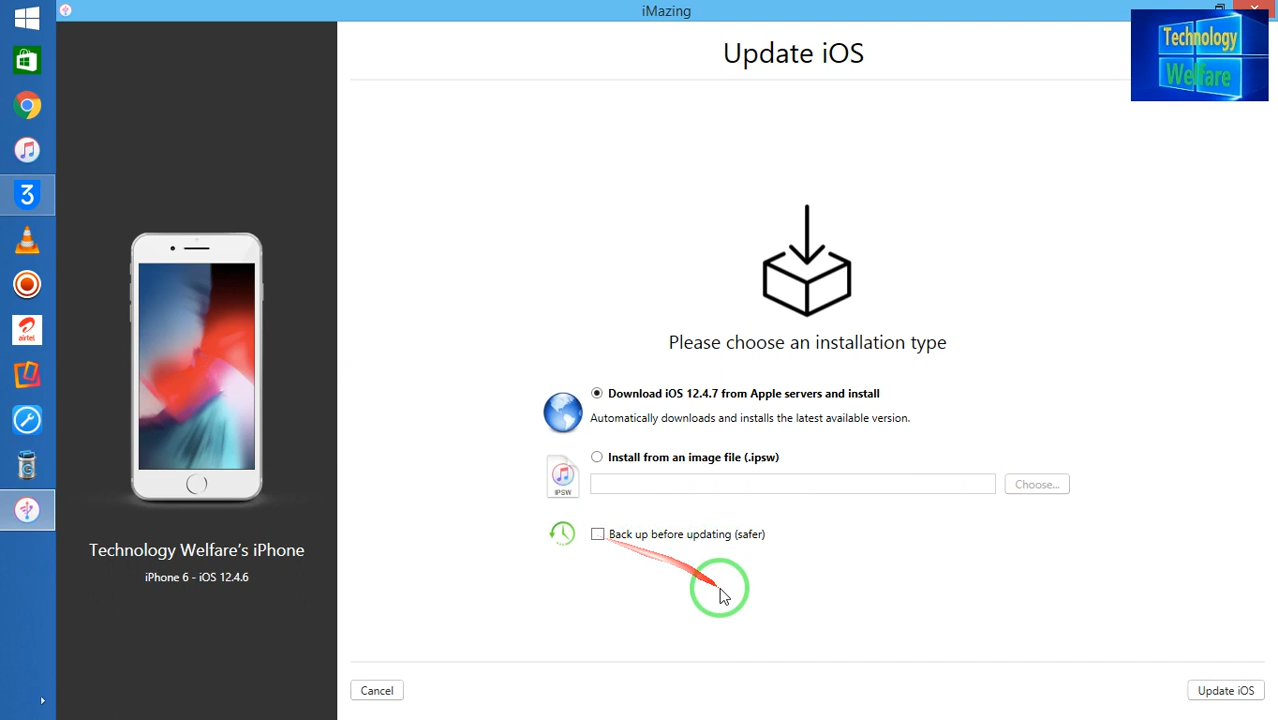 iMazing
Technology
Welfare
Update iOS
Please choose an installation type
Download iOS 12.4.7 from Apple servers and install
Automatically downloads and installs the latest available version.
Install from an image file (.ipsw)
IPSW
Choose...
Back up before updating (safer)
3
airtel
Technology Welfare's iPhone
iPhone 6 - iOS 12.4.6
Cancel
Update iOS